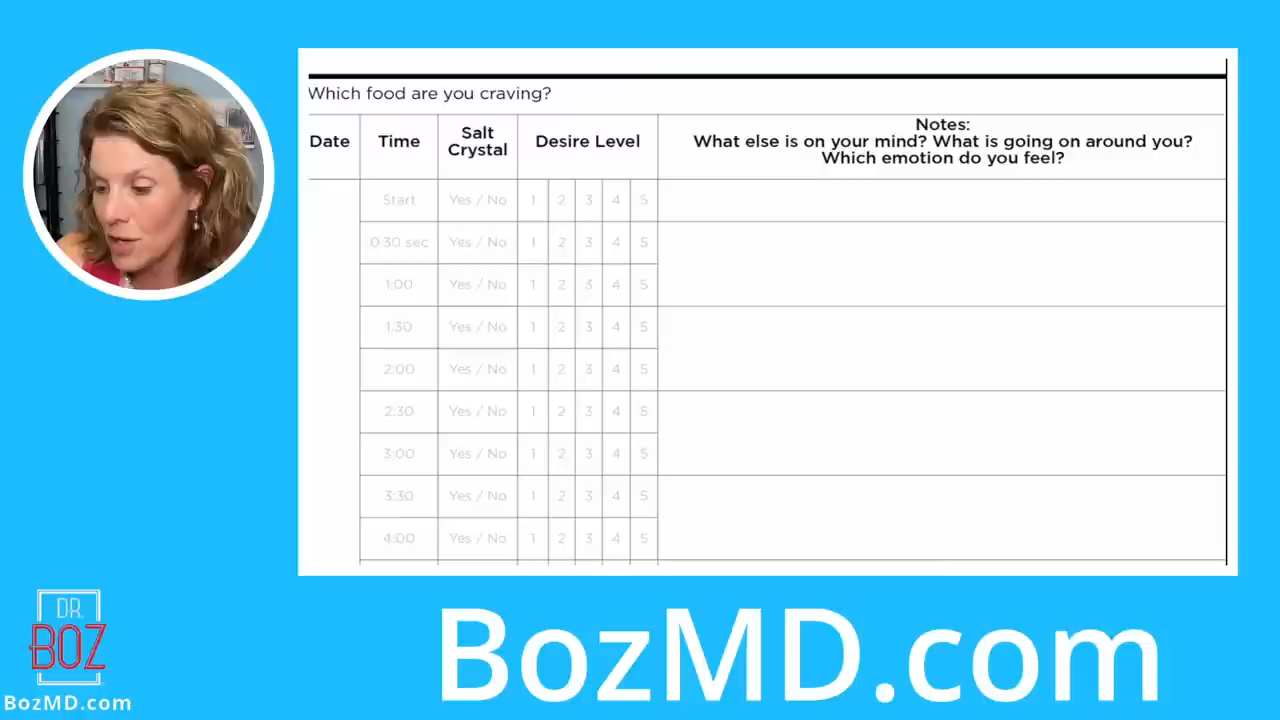 Which food are you craving?
Date Time Salt Crystal Desire Level Notes:
What else is on your mind? What is going on around you?
Which emotion do you feel?
Start Yes / No 1 2 3 4 5
0:30 sec Yes / No 1 2 3 4 5
1:00 Yes / No 1 2 3 4 5
1:30 Yes / No 1 2 3 4 5
2:00 Yes / No 1 2 3 4 5
2:30 Yes / No 1 2 3 4 5
3:00 Yes / No 1 2 3 4 5
3:30 Yes / No 1 2 3 4 5
4:00 Yes / No 1 2 3 4 5
DR.
BOZ
BozMD.com
BozMD.com